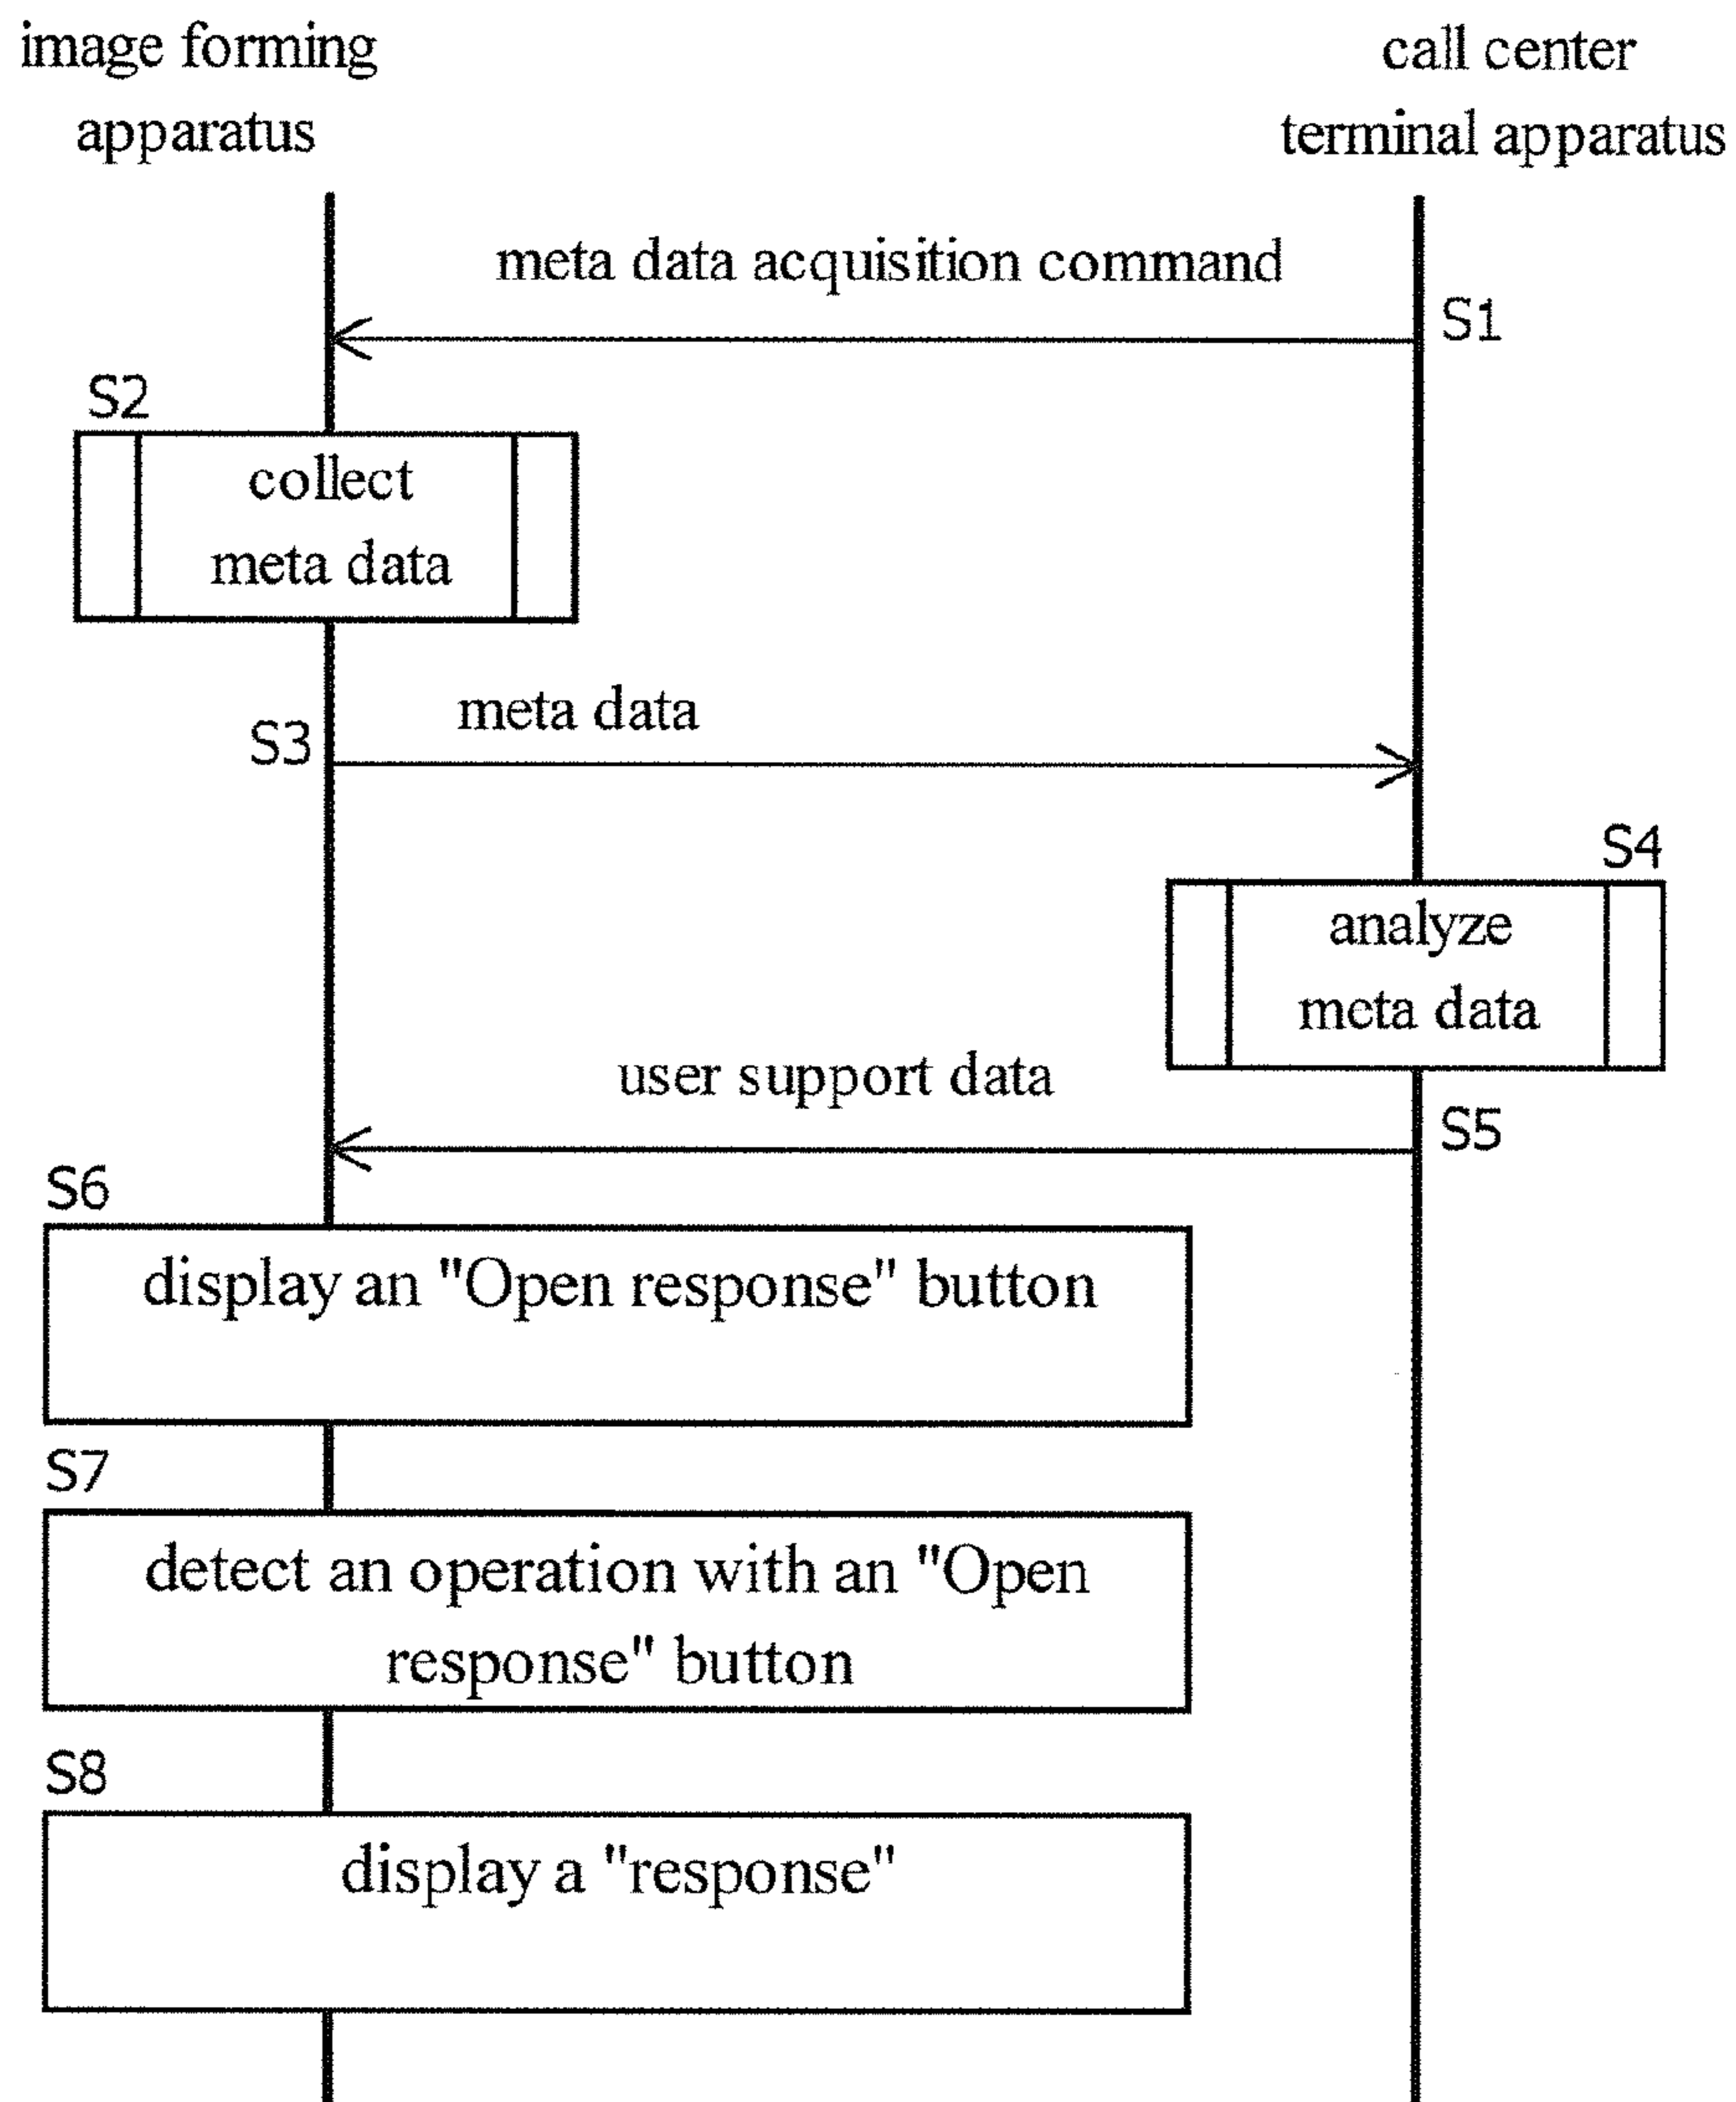 image forming
apparatus
call center
terminal apparatus
meta data acquisition command
S1
S2
collect
meta data
meta data
S3
S4
analyze
meta data
user support data
S5
S6
display an "Open response" button
S7
detect an operation with an "Open
response" button
S8
display a "response"